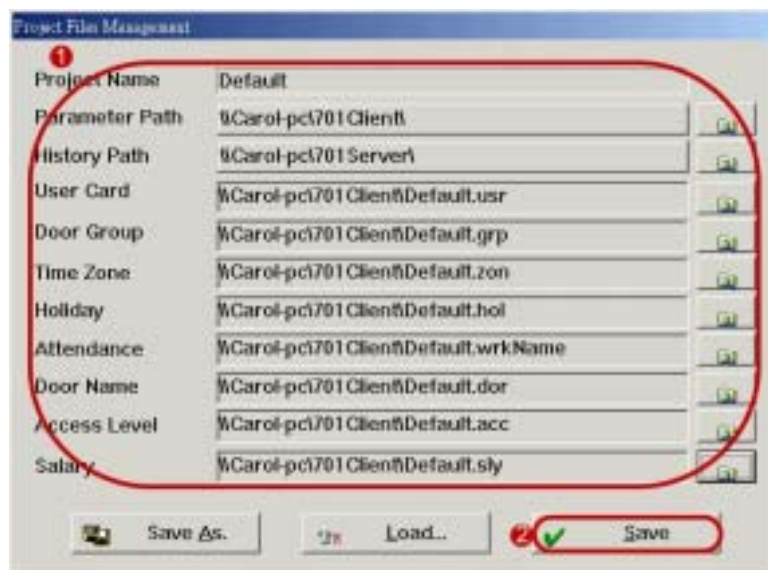 Project Files Management
1
Project Name Default
Parameter Path \\Carol-pc\701Client\
History Path \\Carol-pc\701Server\
User Card \\Carol-pc\701Client\Default.usr
Door Group \\Carol-pc\701Client\Default.grp
Time Zone \\Carol-pc\701Client\Default.zon
Holiday \\Carol-pc\701Client\Default.hol
Attendance \\Carol-pc\701Client\Default.wrkName
Door Name \\Carol-pc\701Client\Default.dor
Access Level \\Carol-pc\701Client\Default.acc
Salary \\Carol-pc\701Client\Default.sly
Save As. Load... 2 Save